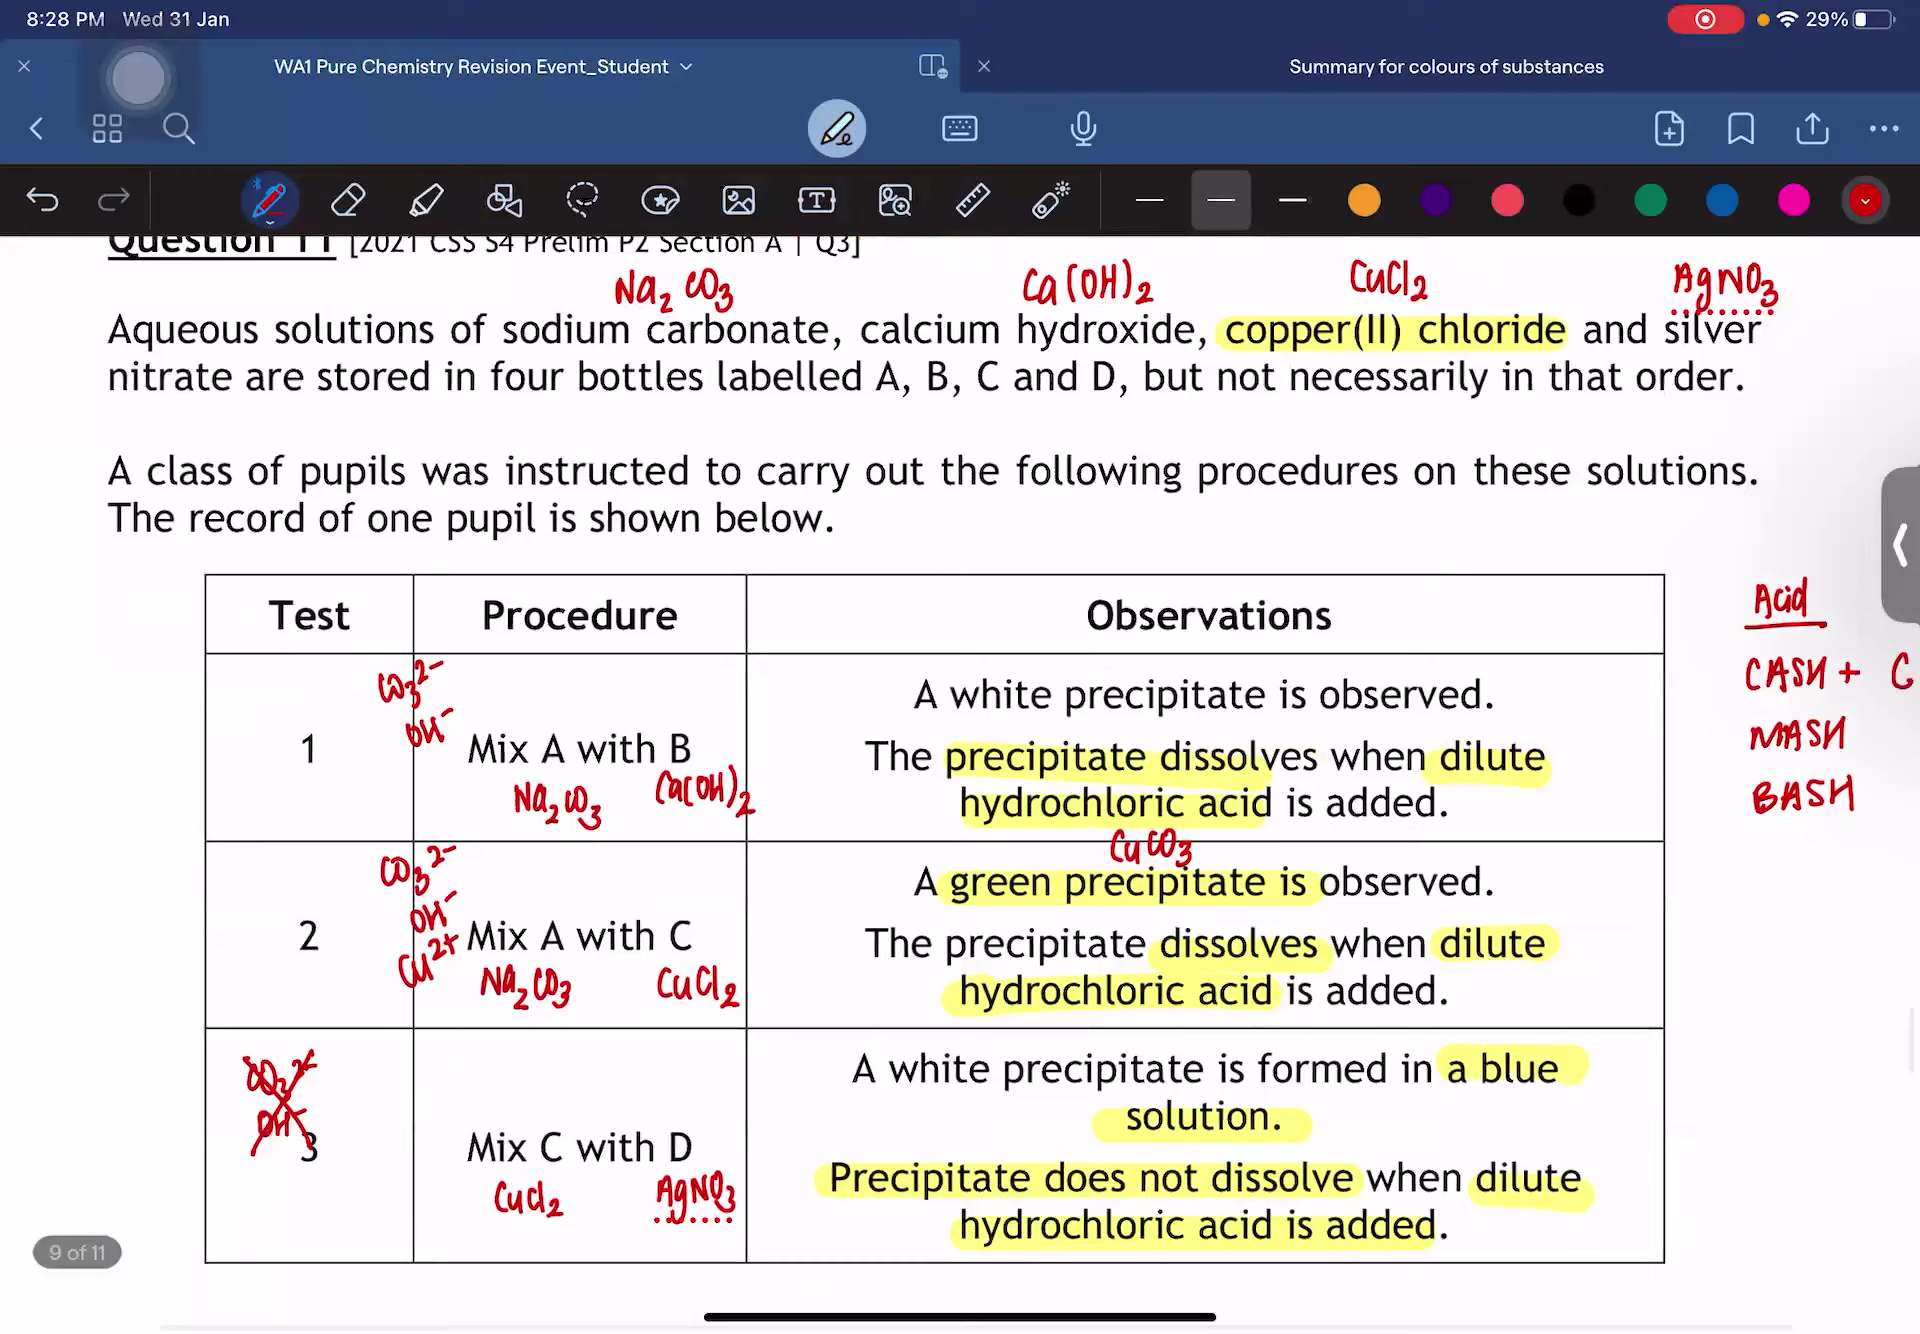 8:28 PM Wed 31 Jan
29%
WA1 Pure Chemistry Revision Event_Student
Summary for colours of substances
Question 11 [2021 CSS S4 Prelim P2 Section A | Q3]
Na₂CO₃ Ca(OH)₂ CuCl₂ AgNO₃
Aqueous solutions of sodium carbonate, calcium hydroxide, copper(II) chloride and silver
nitrate are stored in four bottles labelled A, B, C and D, but not necessarily in that order.
A class of pupils was instructed to carry out the following procedures on these solutions.
The record of one pupil is shown below.
Test Procedure Observations
Acid
CASH + C
MASH
BASH
CO₃²⁻
OH⁻
1
Mix A with B
Na₂CO₃ Ca(OH)₂
A white precipitate is observed.
The precipitate dissolves when dilute
hydrochloric acid is added.
CO₃²⁻
OH⁻
Cu²⁺
2
Mix A with C
Na₂CO₃ CuCl₂
CuCO₃
A green precipitate is observed.
The precipitate dissolves when dilute
hydrochloric acid is added.
CO₃²⁻
OH⁻
3
Mix C with D
CuCl₂ AgNO₃
A white precipitate is formed in a blue
solution.
Precipitate does not dissolve when dilute
hydrochloric acid is added.
9 of 11